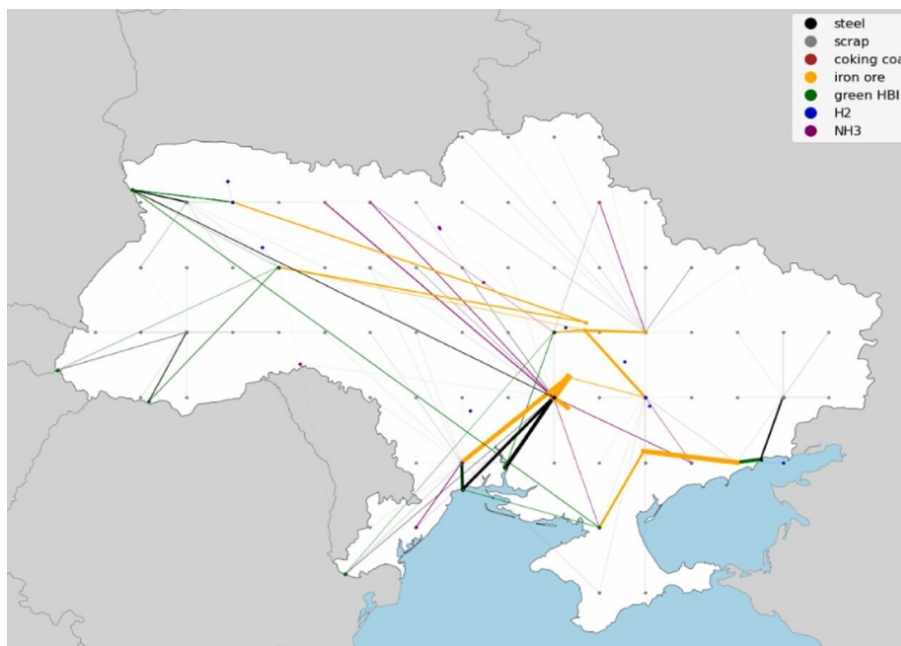 steel
scrap
coking coa
iron ore
green HBI
H2
NH3